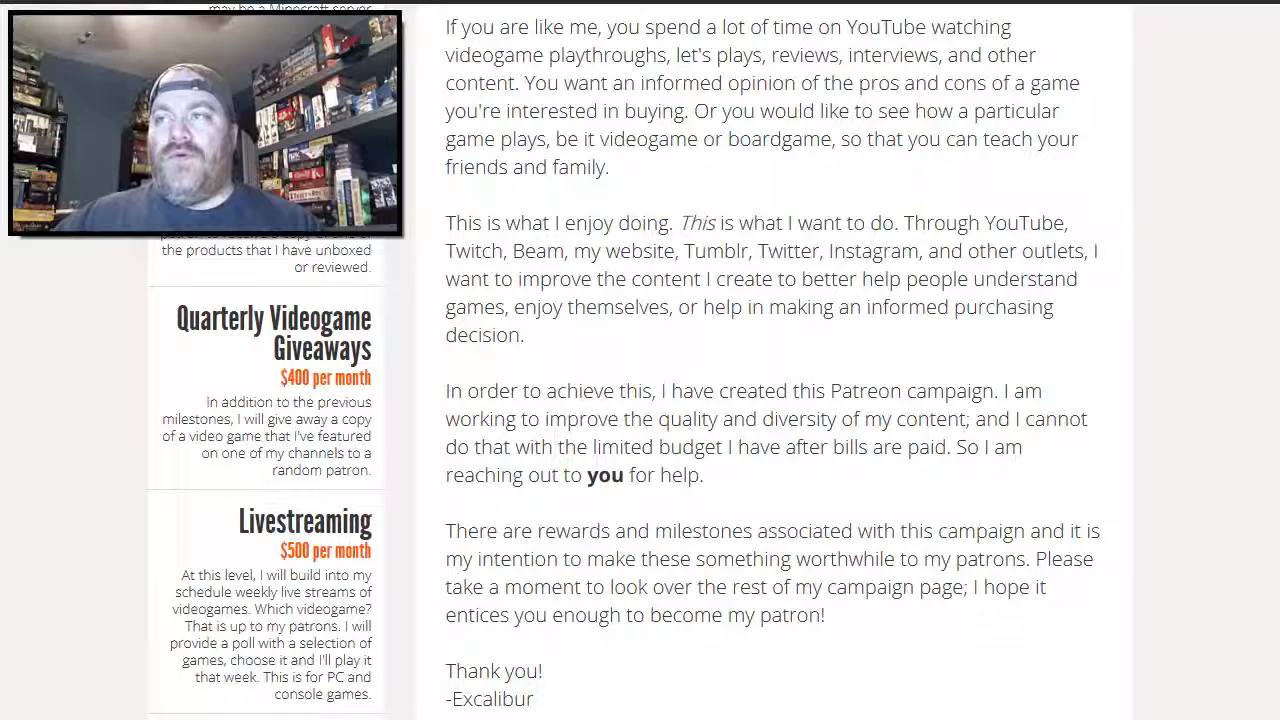 may be a Minecraft server
the products that I have unboxed
or reviewed.
Quarterly Videogame
Giveaways
$400 per month
In addition to the previous
milestones, I will give away a copy
of a video game that I've featured
on one of my channels to a
random patron.
Livestreaming
$500 per month
At this level, I will build into my
schedule weekly live streams of
videogames. Which videogame?
That is up to my patrons. I will
provide a poll with a selection of
games, choose it and I'll play it
that week. This is for PC and
console games.
If you are like me, you spend a lot of time on YouTube watching
videogame playthroughs, let's plays, reviews, interviews, and other
content. You want an informed opinion of the pros and cons of a game
you're interested in buying. Or you would like to see how a particular
game plays, be it videogame or boardgame, so that you can teach your
friends and family.
This is what I enjoy doing. This is what I want to do. Through YouTube,
Twitch, Beam, my website, Tumblr, Twitter, Instagram, and other outlets, I
want to improve the content I create to better help people understand
games, enjoy themselves, or help in making an informed purchasing
decision.
In order to achieve this, I have created this Patreon campaign. I am
working to improve the quality and diversity of my content; and I cannot
do that with the limited budget I have after bills are paid. So I am
reaching out to you for help.
There are rewards and milestones associated with this campaign and it is
my intention to make these something worthwhile to my patrons. Please
take a moment to look over the rest of my campaign page; I hope it
entices you enough to become my patron!
Thank you!
-Excalibur